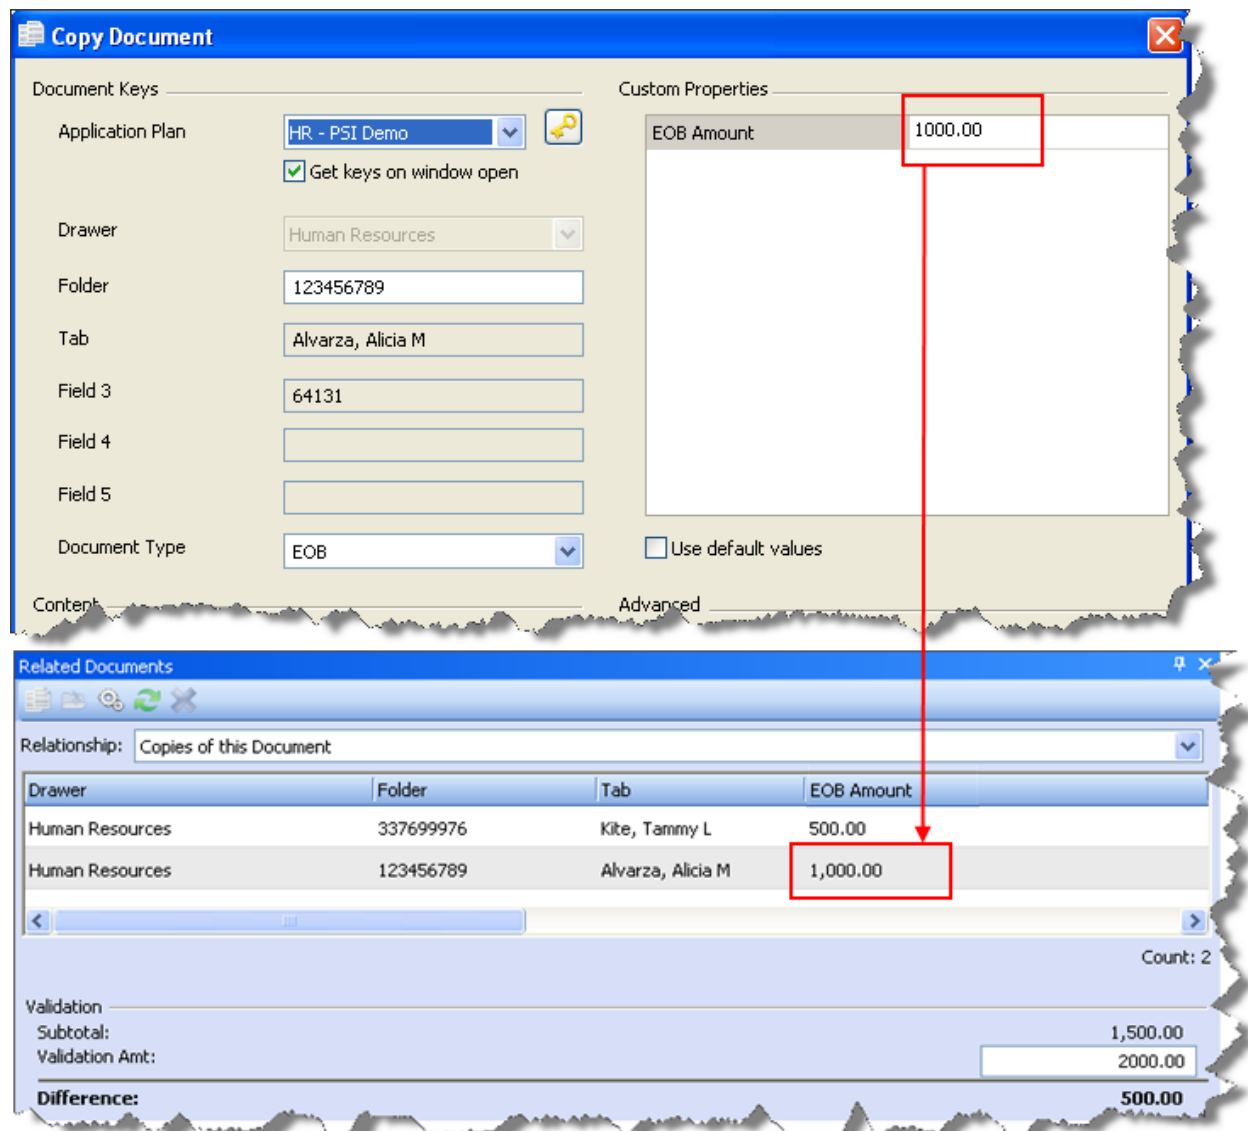 Copy Document
Document Keys
Custom Properties
Application Plan HR - PSI Demo
EOB Amount 1000.00
Get keys on window open
Drawer Human Resources
Folder 123456789
Tab Alvarza, Alicia M
Field 3 64131
Field 4
Field 5
Document Type EOB
Use default values
Content
Advanced
Related Documents
Relationship: Copies of this Document
Drawer Folder Tab EOB Amount
Human Resources 337699976 Kite, Tammy L 500.00
Human Resources 123456789 Alvarza, Alicia M 1,000.00
Count: 2
Validation
Subtotal: 1,500.00
Validation Amt: 2000.00
Difference: 500.00